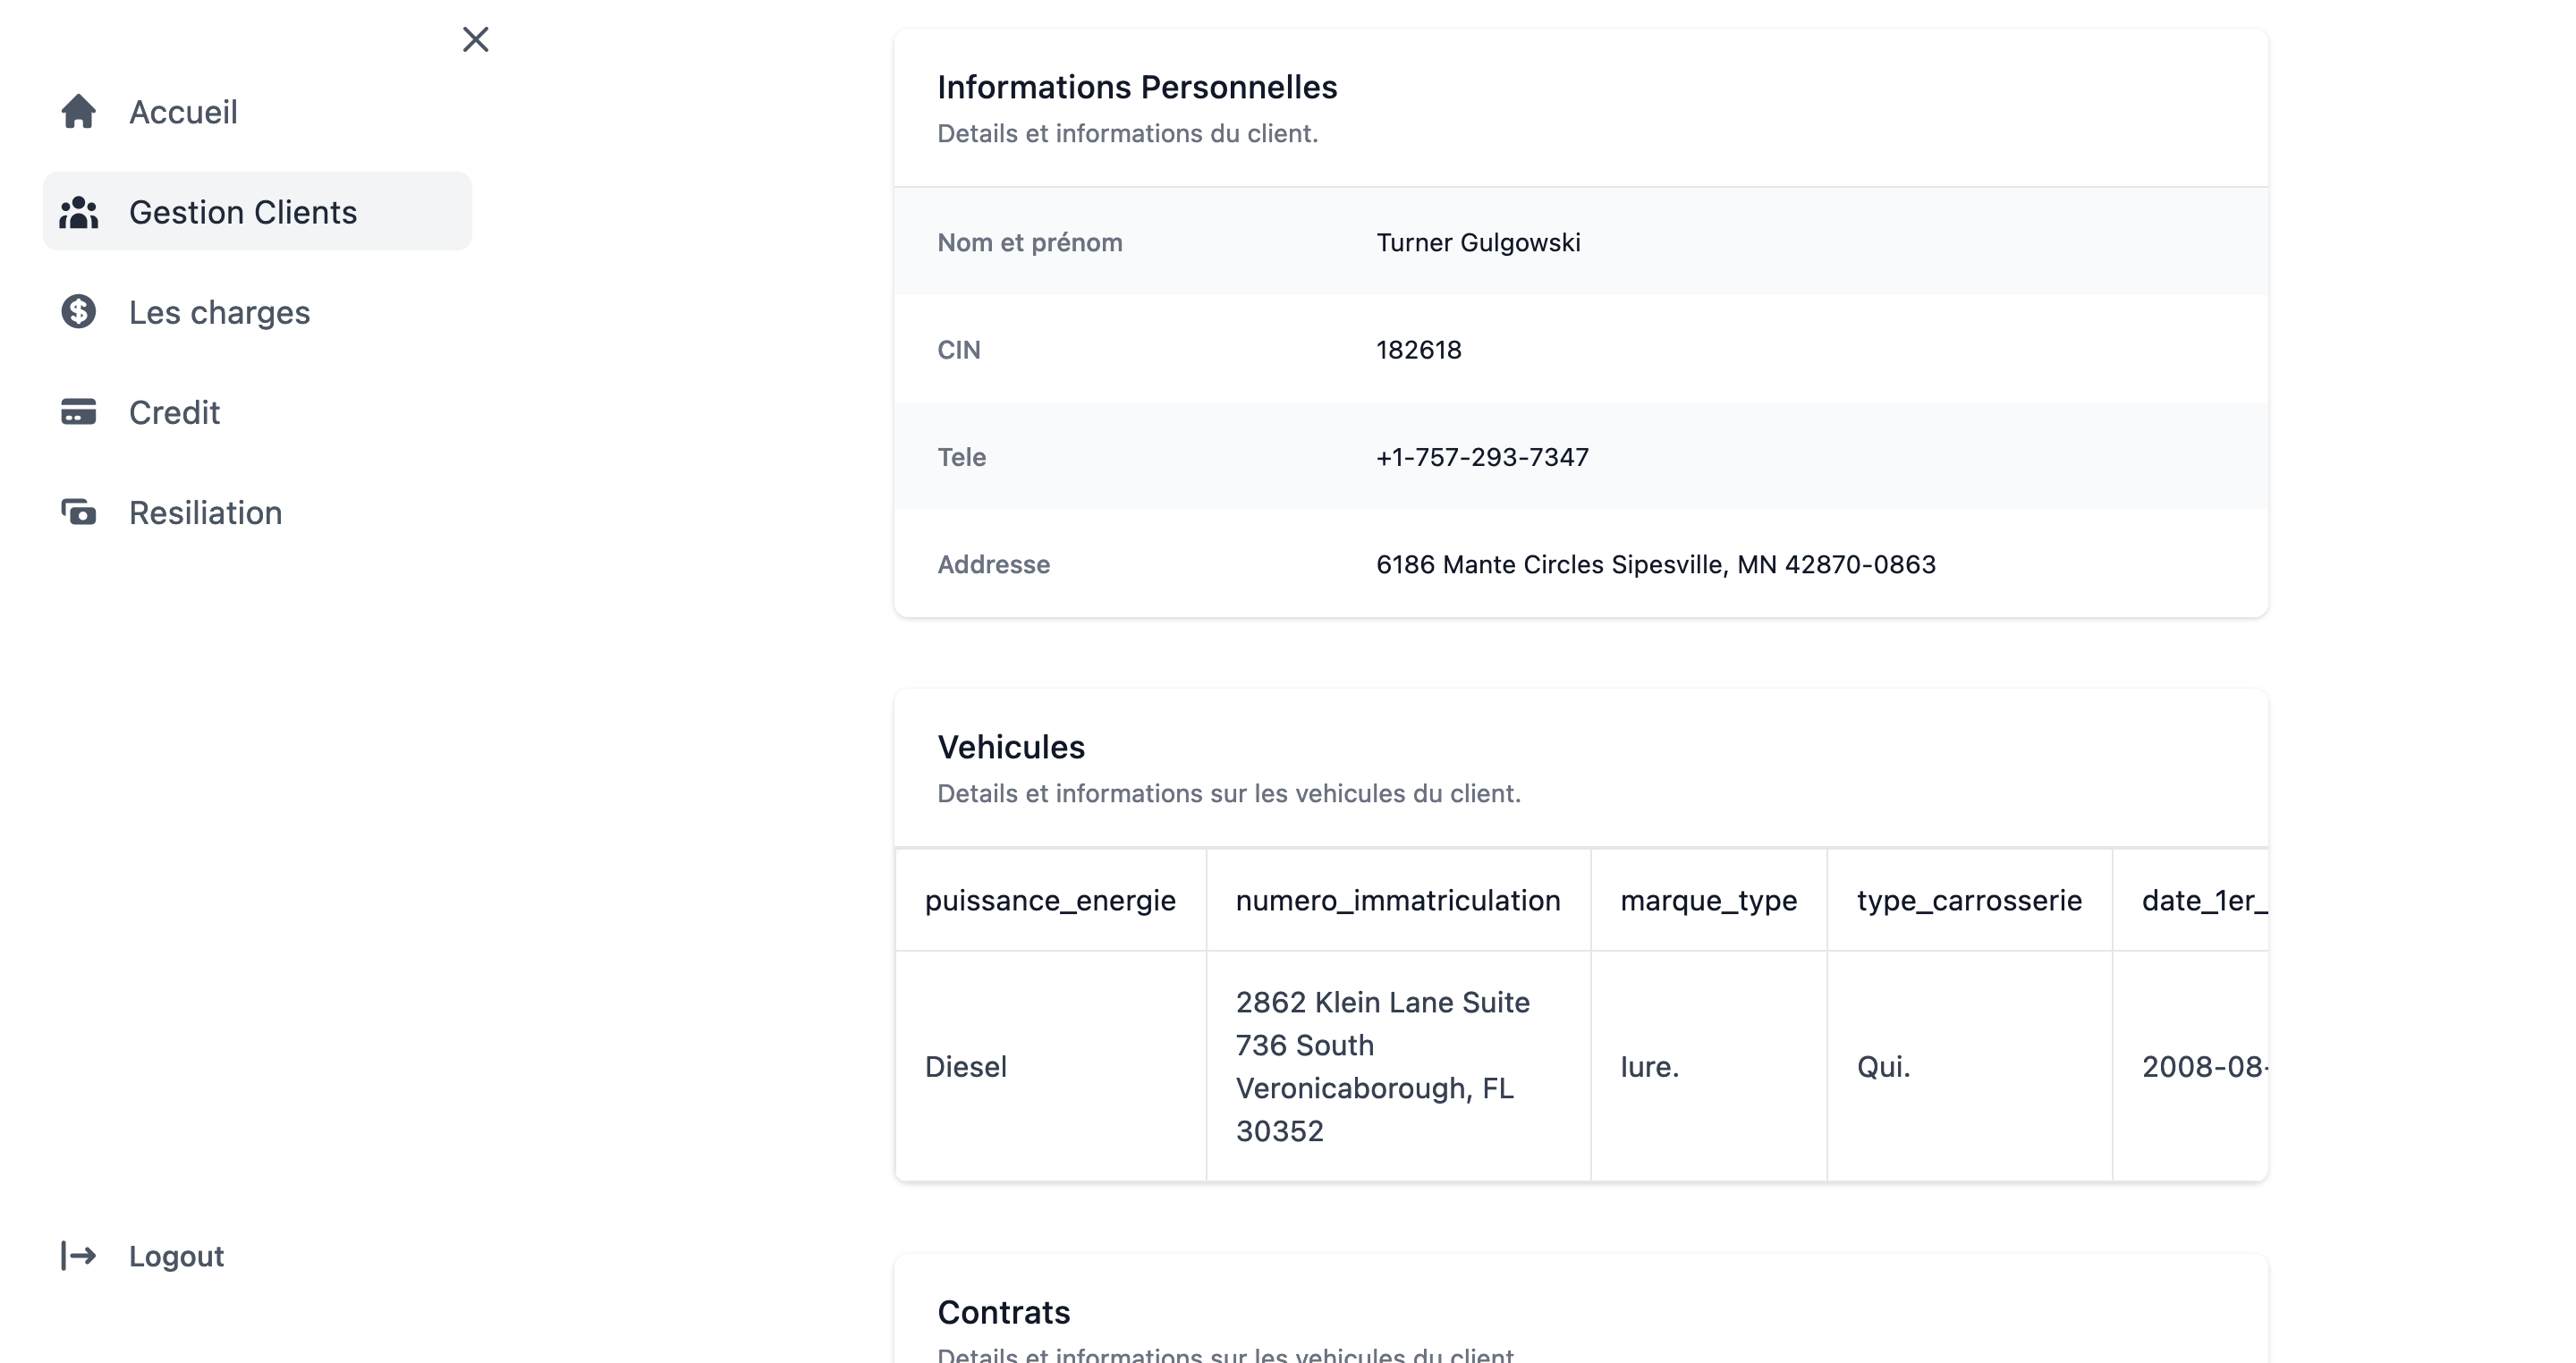 Accueil
Gestion Clients
Les charges
Credit
Resiliation
Logout
Informations Personnelles
Details et informations du client.
Nom et prénom Turner Gulgowski
CIN 182618
Tele +1-757-293-7347
Addresse 6186 Mante Circles Sipesville, MN 42870-0863
Vehicules
Details et informations sur les vehicules du client.
puissance_energie numero_immatriculation marque_type type_carrosserie date_1er_
Diesel 2862 Klein Lane Suite Iure. Qui. 2008-08-
736 South
Veronicaborough, FL
30352
Contrats
Details et informations sur les vehicules du client.